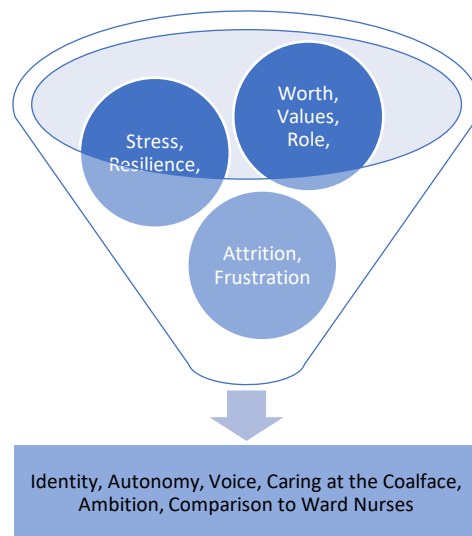 Worth,
Values,
Role,
Stress,
Resilience,
Attrition,
Frustration
Identity, Autonomy, Voice, Caring at the Coalface,
Ambition, Comparison to Ward Nurses